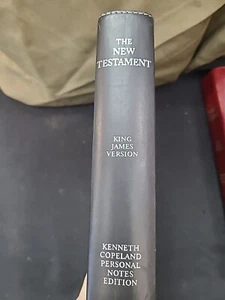 THE
NEW
TESTAMENT
KING
JAMES
VERSION
KENNETH
COPELAND
PERSONAL
NOTES
EDITION